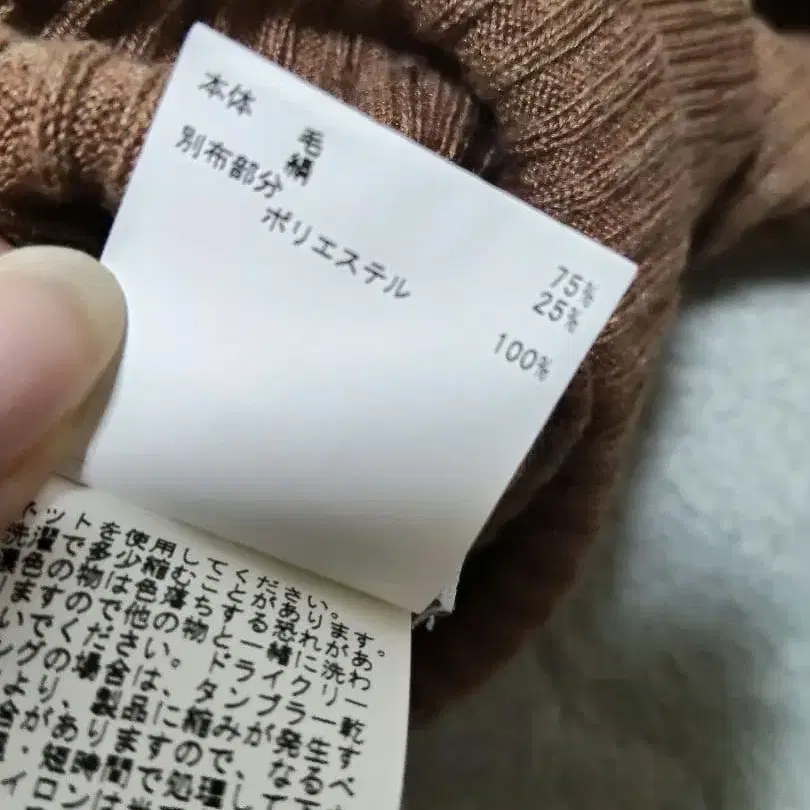 本体 毛 75%
絹 25%
別布部分
ポリエステル 100%
ットを使用してください。
洗濯で多少縮むことがあります。
濃色の物は色落ちする恐れがあ
りますので他の物と一緒に洗わ
いでください。ドライクリー
ングの場合は、タンブラー乾
より、製品に縮みが発生す
合がありますので、なるべ
・短時間で処理して下
イロンは